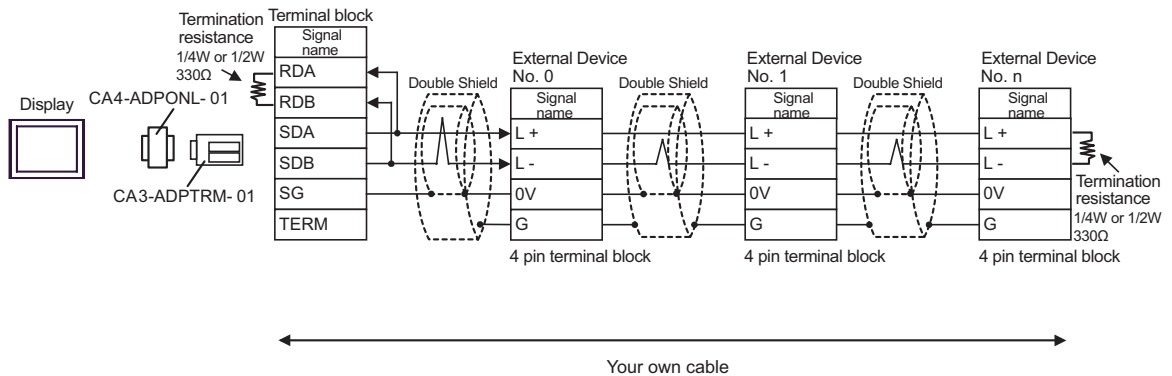 Display
CA4-ADPONL- 01
CA3-ADPTRM- 01
Termination
resistance
1/4W or 1/2W
330Ω
Terminal block
Signal
name
RDA
RDB
SDA
SDB
SG
TERM
Double Shield
External Device
No. 0
Signal
name
L +
L -
0V
G
4 pin terminal block
Double Shield
External Device
No. 1
Signal
name
L +
L -
0V
G
4 pin terminal block
Double Shield
External Device
No. n
Signal
name
L +
L -
0V
G
4 pin terminal block
Termination
resistance
1/4W or 1/2W
330Ω
Your own cable